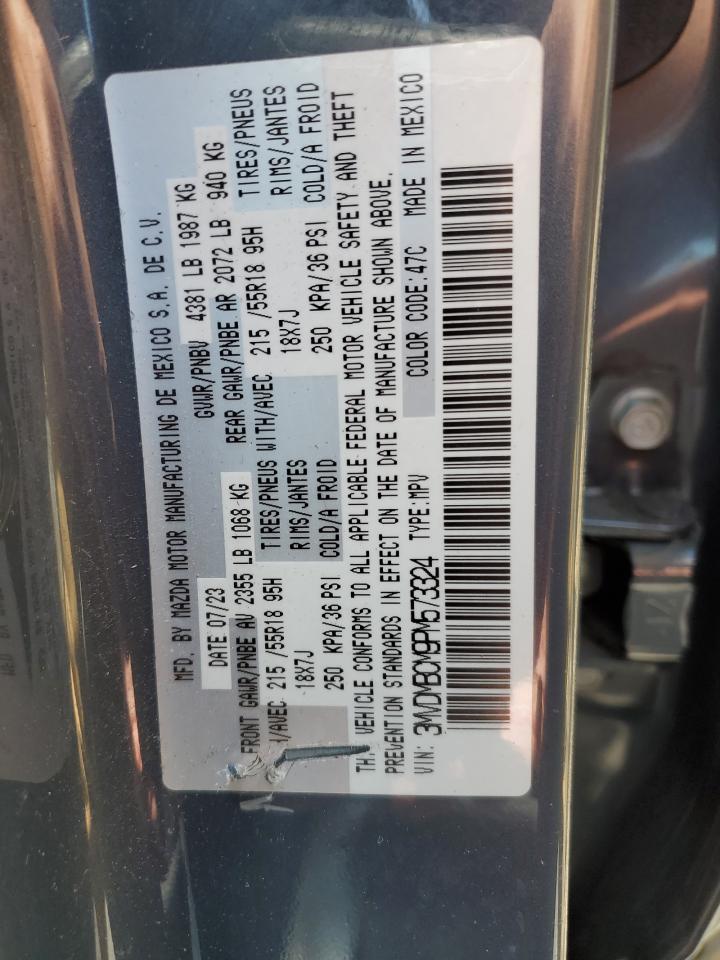 MFD. BY MAZDA MOTOR MANUFACTURING DE MEXICO S.A. DE C.V.
DATE 07/23 GVWR/PNBV 4381 LB 1987 KG
FRONT GAWR/PNBE AV 2355 LB 1068 KG REAR GAWR/PNBE AR 2072 LB 940 KG
/AVEC 215 /55R18 95H TIRES/PNEUS WITH/AVEC 215 /55R18 95H TIRES/PNEUS
18X7J RIMS/JANTES 18X7J RIMS/JANTES
250 KPA/36 PSI COLD/A FROID 250 KPA/36 PSI COLD/A FROID
VEHICLE CONFORMS TO ALL APPLICABLE FEDERAL MOTOR VEHICLE SAFETY AND THEFT
PREVENTION STANDARDS IN EFFECT ON THE DATE OF MANUFACTURE SHOWN ABOVE.
VIN: 3MVDMBCM9PM573324 TYPE:MPV COLOR CODE:47C MADE IN MEXICO